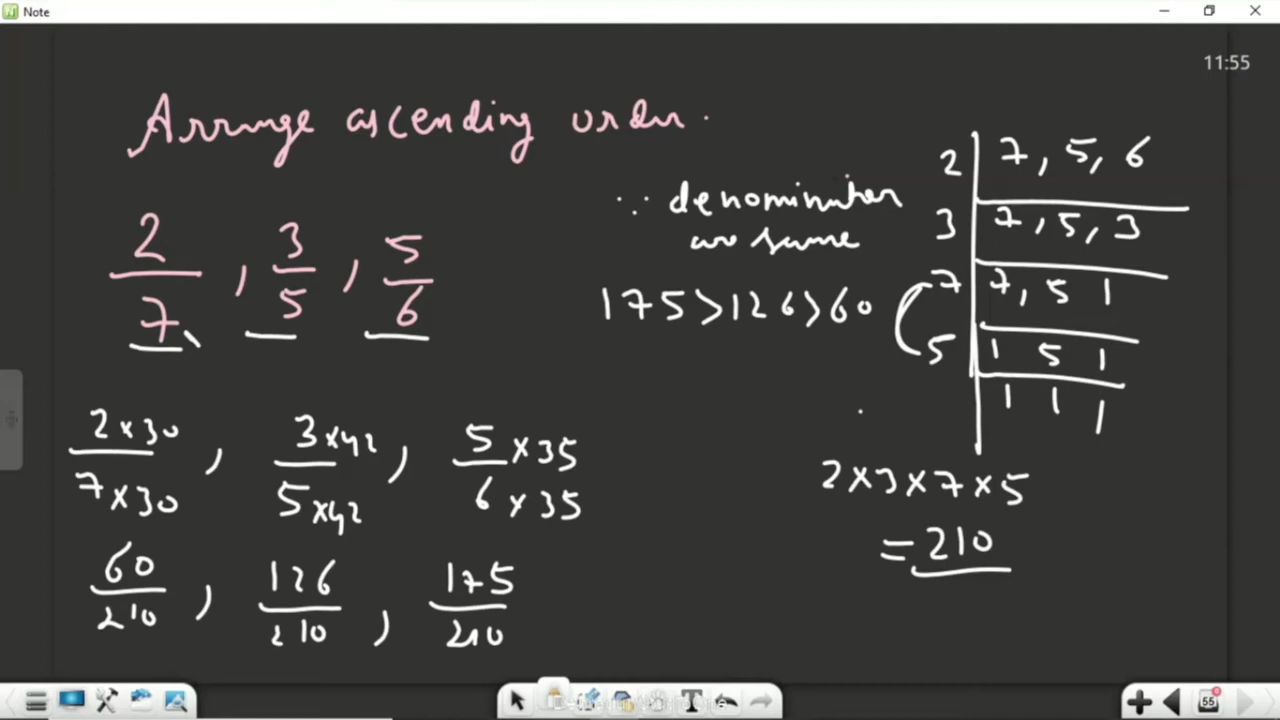 Note
11:55
Arrange ascending order.
2/7, 3/5, 5/6
2×30/7×30, 3×42/5×42, 5×35/6×35
60/210, 126/210, 175/210
∵ denominator
are same
175>126>60
2 | 7, 5, 6
3 | 7, 5, 3
7 | 7, 5 1
5 | 1 5 1
1 1 1
2×3×7×5
=210
T
55